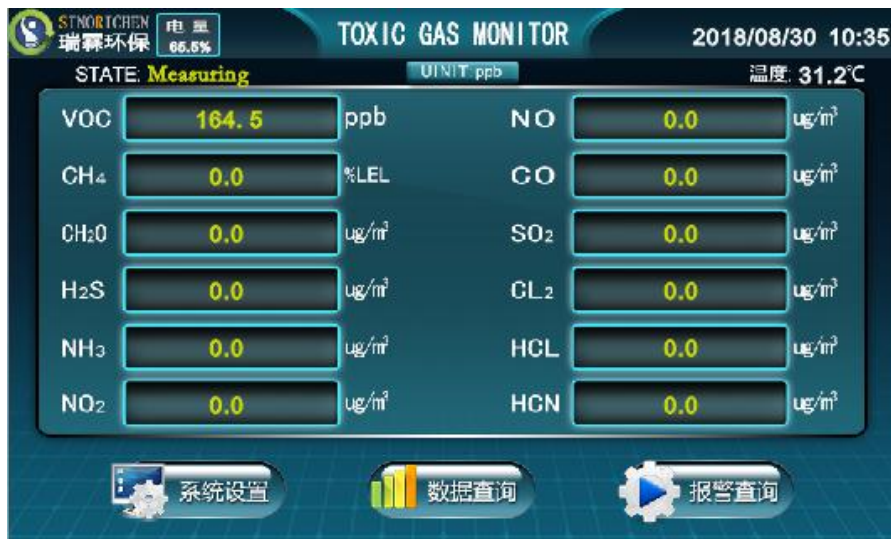 SINORICHEN
瑞霖环保
电量
66.5%
TOXIC GAS MONITOR
2018/08/30 10:35
STATE: Measuring
UINIT:ppb
温度: 31.2℃
VOC 164.5 ppb
NO 0.0 ug/m³
CH₄ 0.0 %LEL
CO 0.0 ug/m³
CH₂O 0.0 ug/m³
SO₂ 0.0 ug/m³
H₂S 0.0 ug/m³
CL₂ 0.0 ug/m³
NH₃ 0.0 ug/m³
HCL 0.0 ug/m³
NO₂ 0.0 ug/m³
HCN 0.0 ug/m³
系统设置
数据查询
报警查询